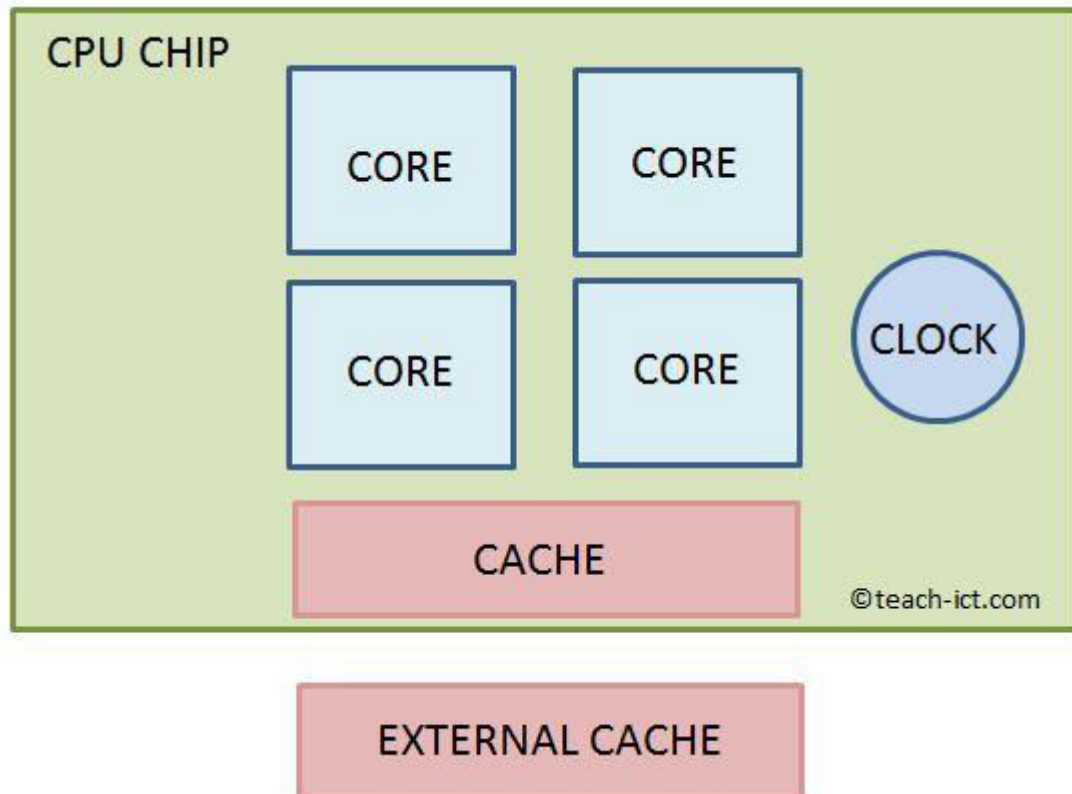 CPU CHIP
CORE
CORE
CORE
CORE
CLOCK
CACHE
©teach-ict.com
EXTERNAL CACHE